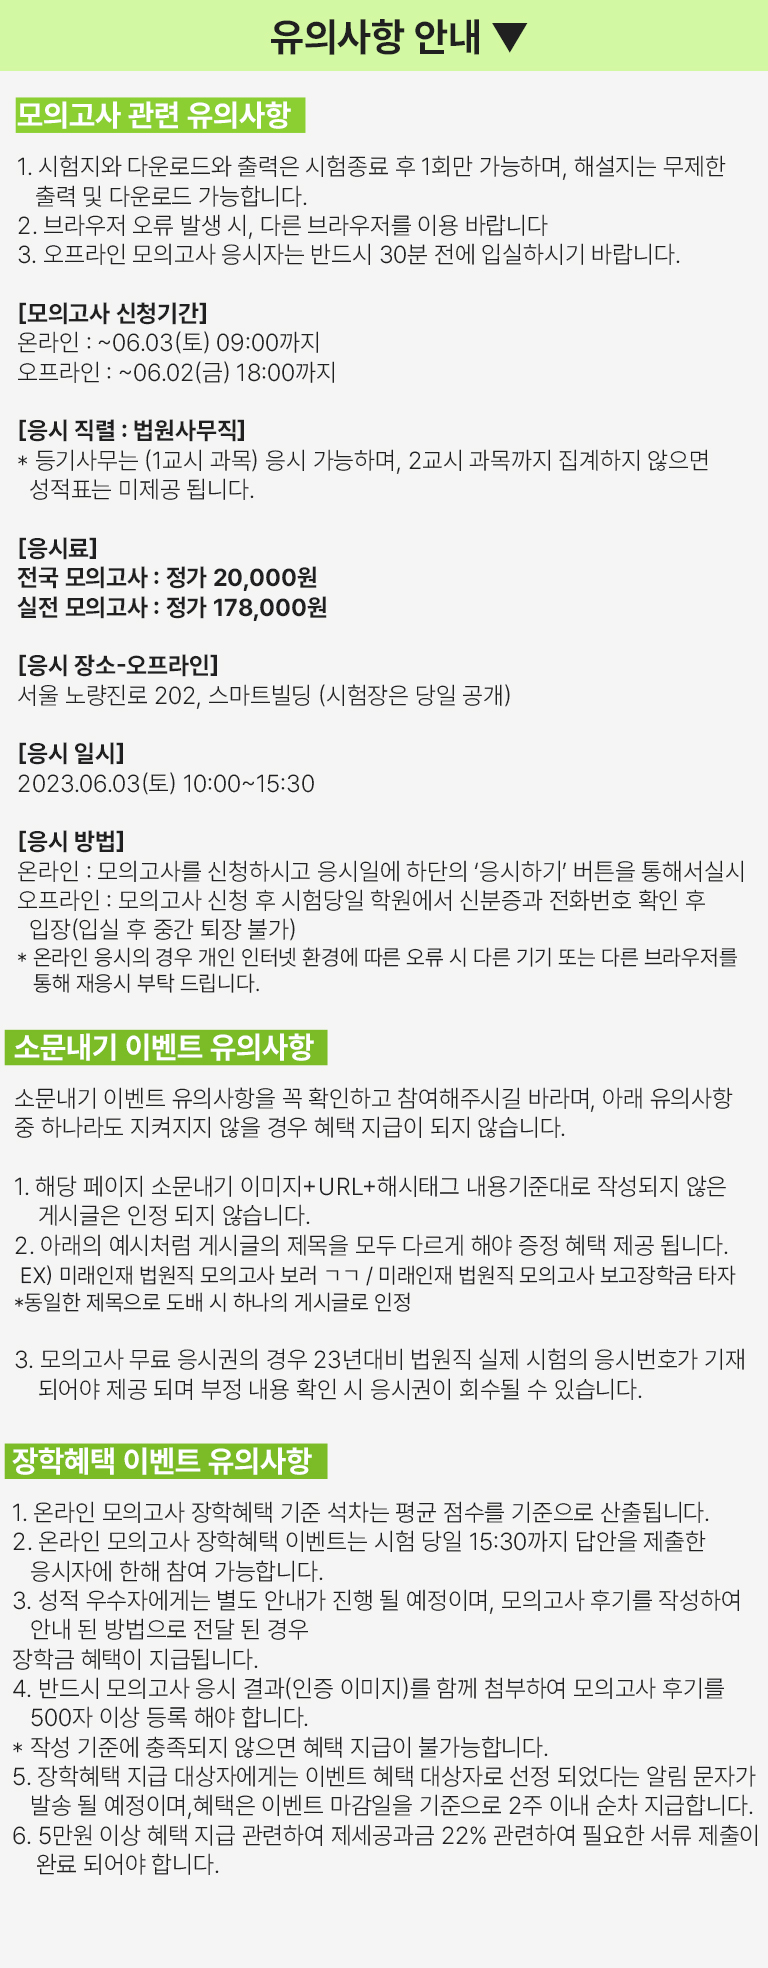 유의사항 안내 ▼
모의고사 관련 유의사항
1. 시험지와 다운로드와 출력은 시험종료 후 1회만 가능하며, 해설지는 무제한
출력 및 다운로드 가능합니다.
2. 브라우저 오류 발생 시, 다른 브라우저를 이용 바랍니다
3. 오프라인 모의고사 응시자는 반드시 30분 전에 입실하시기 바랍니다.
[모의고사 신청기간]
온라인 : ~06.03(토) 09:00까지
오프라인 : ~06.02(금) 18:00까지
[응시 직렬 : 법원사무직]
* 등기사무는 (1교시 과목) 응시 가능하며, 2교시 과목까지 집계하지 않으면
성적표는 미제공 됩니다.
[응시료]
전국 모의고사 : 정가 20,000원
실전 모의고사 : 정가 178,000원
[응시 장소-오프라인]
서울 노량진로 202, 스마트빌딩 (시험장은 당일 공개)
[응시 일시]
2023.06.03(토) 10:00~15:30
[응시 방법]
온라인 : 모의고사를 신청하시고 응시일에 하단의 ‘응시하기’ 버튼을 통해서실시
오프라인 : 모의고사 신청 후 시험당일 학원에서 신분증과 전화번호 확인 후
입장(입실 후 중간 퇴장 불가)
* 온라인 응시의 경우 개인 인터넷 환경에 따른 오류 시 다른 기기 또는 다른 브라우저를
통해 재응시 부탁 드립니다.
소문내기 이벤트 유의사항
소문내기 이벤트 유의사항을 꼭 확인하고 참여해주시길 바라며, 아래 유의사항
중 하나라도 지켜지지 않을 경우 혜택 지급이 되지 않습니다.
1. 해당 페이지 소문내기 이미지+URL+해시태그 내용기준대로 작성되지 않은
게시글은 인정 되지 않습니다.
2. 아래의 예시처럼 게시글의 제목을 모두 다르게 해야 증정 혜택 제공 됩니다.
EX) 미래인재 법원직 모의고사 보러 ㄱㄱ / 미래인재 법원직 모의고사 보고장학금 타자
*동일한 제목으로 도배 시 하나의 게시글로 인정
3. 모의고사 무료 응시권의 경우 23년대비 법원직 실제 시험의 응시번호가 기재
되어야 제공 되며 부정 내용 확인 시 응시권이 회수될 수 있습니다.
장학혜택 이벤트 유의사항
1. 온라인 모의고사 장학혜택 기준 석차는 평균 점수를 기준으로 산출됩니다.
2. 온라인 모의고사 장학혜택 이벤트는 시험 당일 15:30까지 답안을 제출한
응시자에 한해 참여 가능합니다.
3. 성적 우수자에게는 별도 안내가 진행 될 예정이며, 모의고사 후기를 작성하여
안내 된 방법으로 전달 된 경우
장학금 혜택이 지급됩니다.
4. 반드시 모의고사 응시 결과(인증 이미지)를 함께 첨부하여 모의고사 후기를
500자 이상 등록 해야 합니다.
* 작성 기준에 충족되지 않으면 혜택 지급이 불가능합니다.
5. 장학혜택 지급 대상자에게는 이벤트 혜택 대상자로 선정 되었다는 알림 문자가
발송 될 예정이며,혜택은 이벤트 마감일을 기준으로 2주 이내 순차 지급합니다.
6. 5만원 이상 혜택 지급 관련하여 제세공과금 22% 관련하여 필요한 서류 제출이
완료 되어야 합니다.